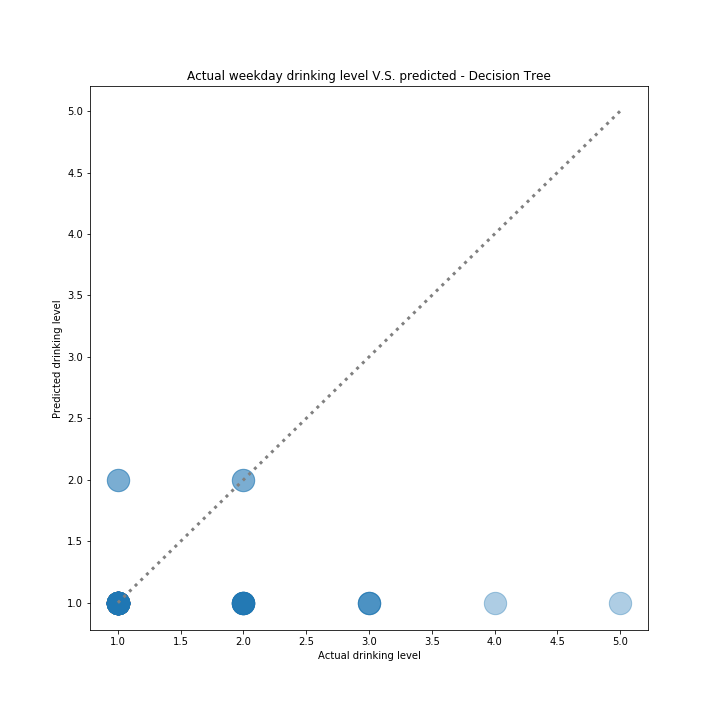 Actual weekday drinking level V.S. predicted - Decision Tree
5.0
4.5
4.0
3.5
3.0
2.5
2.0
1.5
1.0
Predicted drinking level
1.0 1.5 2.0 2.5 3.0 3.5 4.0 4.5 5.0
Actual drinking level